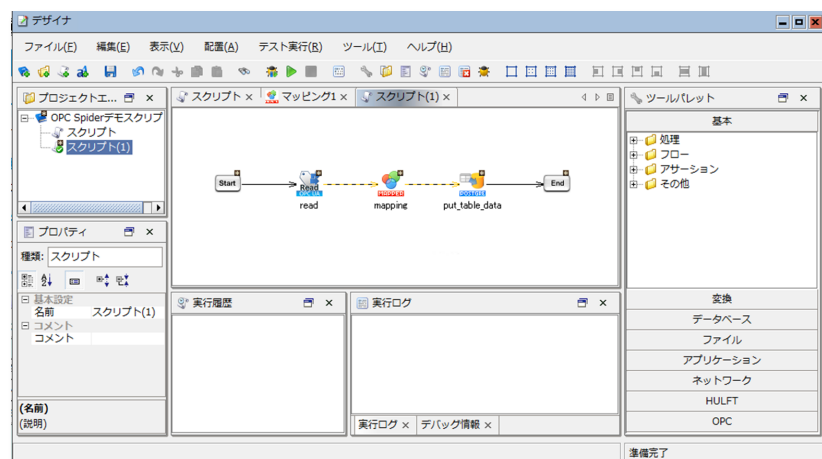 デザイナ
ファイル(F) 編集(E) 表示(V) 配置(A) テスト実行(R) ツール(T) ヘルプ(H)
プロジェクトエ...
OPC Spiderデモスクリプ
スクリプト
スクリプト(1)
プロパティ
種類: スクリプト
基本設定
名前 スクリプト(1)
コメント
コメント
(名前)
(説明)
スクリプト マッピング1 スクリプト(1)
Start
Read
OPC UA
read
MAPPER
mapping
POSTGRE
put_table_data
End
実行履歴
実行ログ
実行ログ デバッグ情報
ツールパレット
基本
処理
フロー
アサーション
その他
変換
データベース
ファイル
アプリケーション
ネットワーク
HULFT
OPC
準備完了